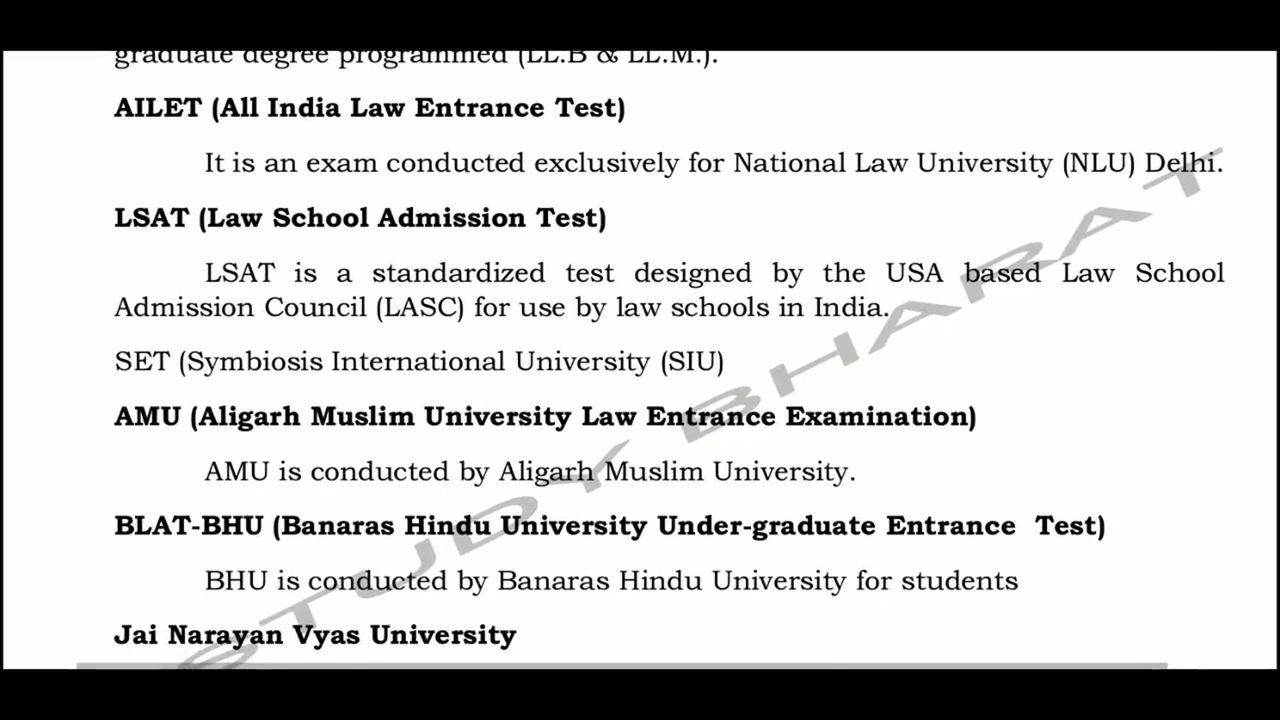 graduate degree programmed (LL.B & LL.M.).
AILET (All India Law Entrance Test)
It is an exam conducted exclusively for National Law University (NLU) Delhi.
LSAT (Law School Admission Test)
LSAT is a standardized test designed by the USA based Law School
Admission Council (LASC) for use by law schools in India.
SET (Symbiosis International University (SIU)
AMU (Aligarh Muslim University Law Entrance Examination)
AMU is conducted by Aligarh Muslim University.
BLAT-BHU (Banaras Hindu University Under-graduate Entrance Test)
BHU is conducted by Banaras Hindu University for students
Jai Narayan Vyas University
STUDY BHARAT